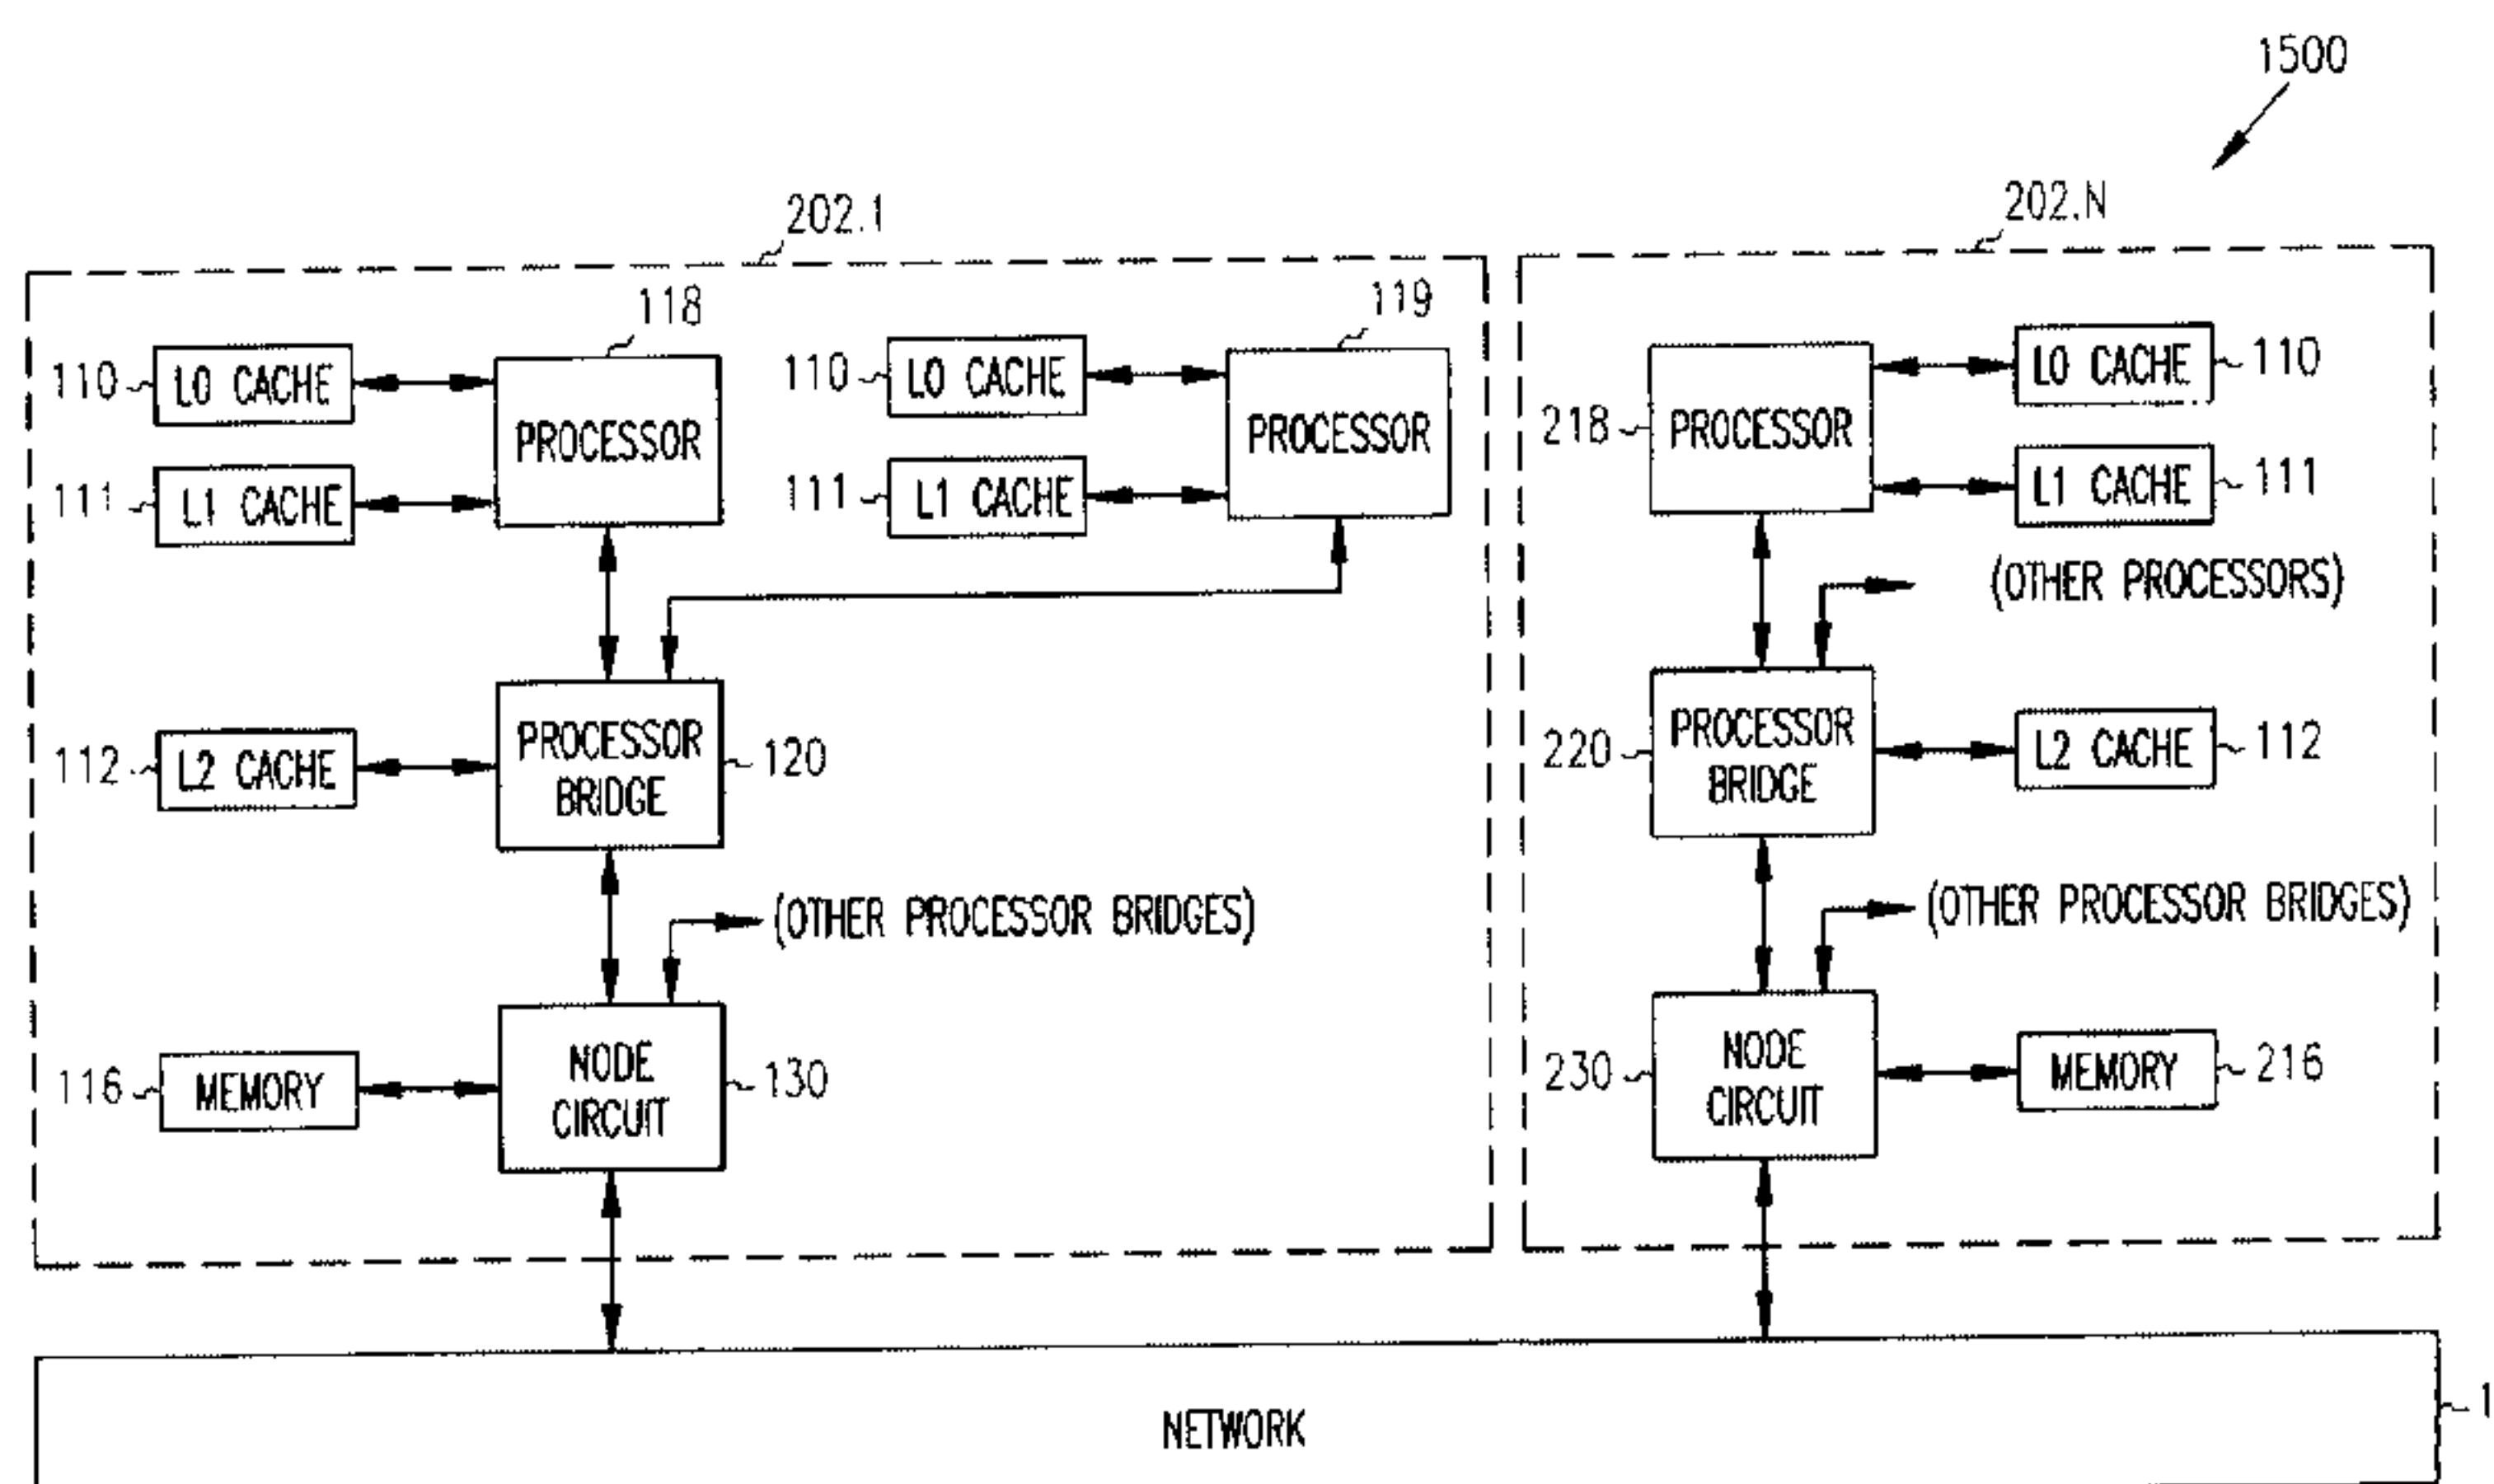 1500
202.1
202.N
118
119
110
L0 CACHE
PROCESSOR
111
L1 CACHE
110
L0 CACHE
PROCESSOR
111
L1 CACHE
218
PROCESSOR
L0 CACHE
110
L1 CACHE
111
(OTHER PROCESSORS)
112
L2 CACHE
PROCESSOR
BRIDGE
120
220
PROCESSOR
BRIDGE
L2 CACHE
112
(OTHER PROCESSOR BRIDGES)
(OTHER PROCESSOR BRIDGES)
116
MEMORY
NODE
CIRCUIT
130
230
NODE
CIRCUIT
MEMORY
216
NETWORK